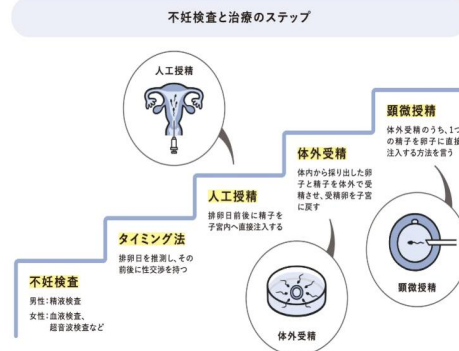 不妊検査と治療のステップ
人工授精
顕微授精
体外受精のうち、1つ
の精子を卵子に直接
注入する方法を言う
体外受精
体内から採り出した卵
子と精子を体外で受
精させ、受精卵を子宮
に戻す
人工授精
排卵日前後に精子を
子宮内へ直接注入する
タイミング法
排卵日を推測し、その
前後に性交渉を持つ
不妊検査
男性:精液検査
女性:血液検査、
超音波検査など
顕微授精
体外受精